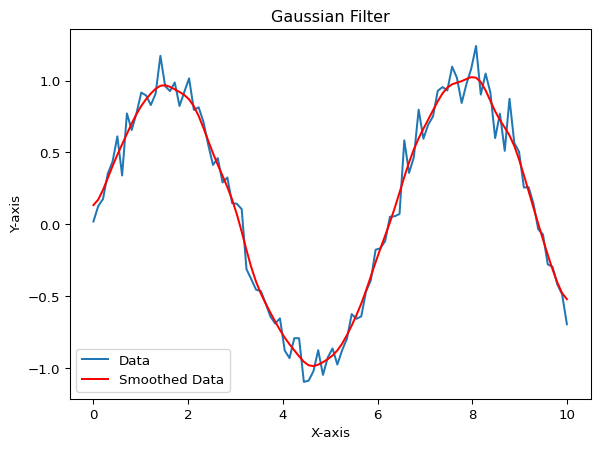 Gaussian Filter
Y-axis
1.0
0.5
0.0
−0.5
−1.0
Data
Smoothed Data
0 2 4 6 8 10
X-axis